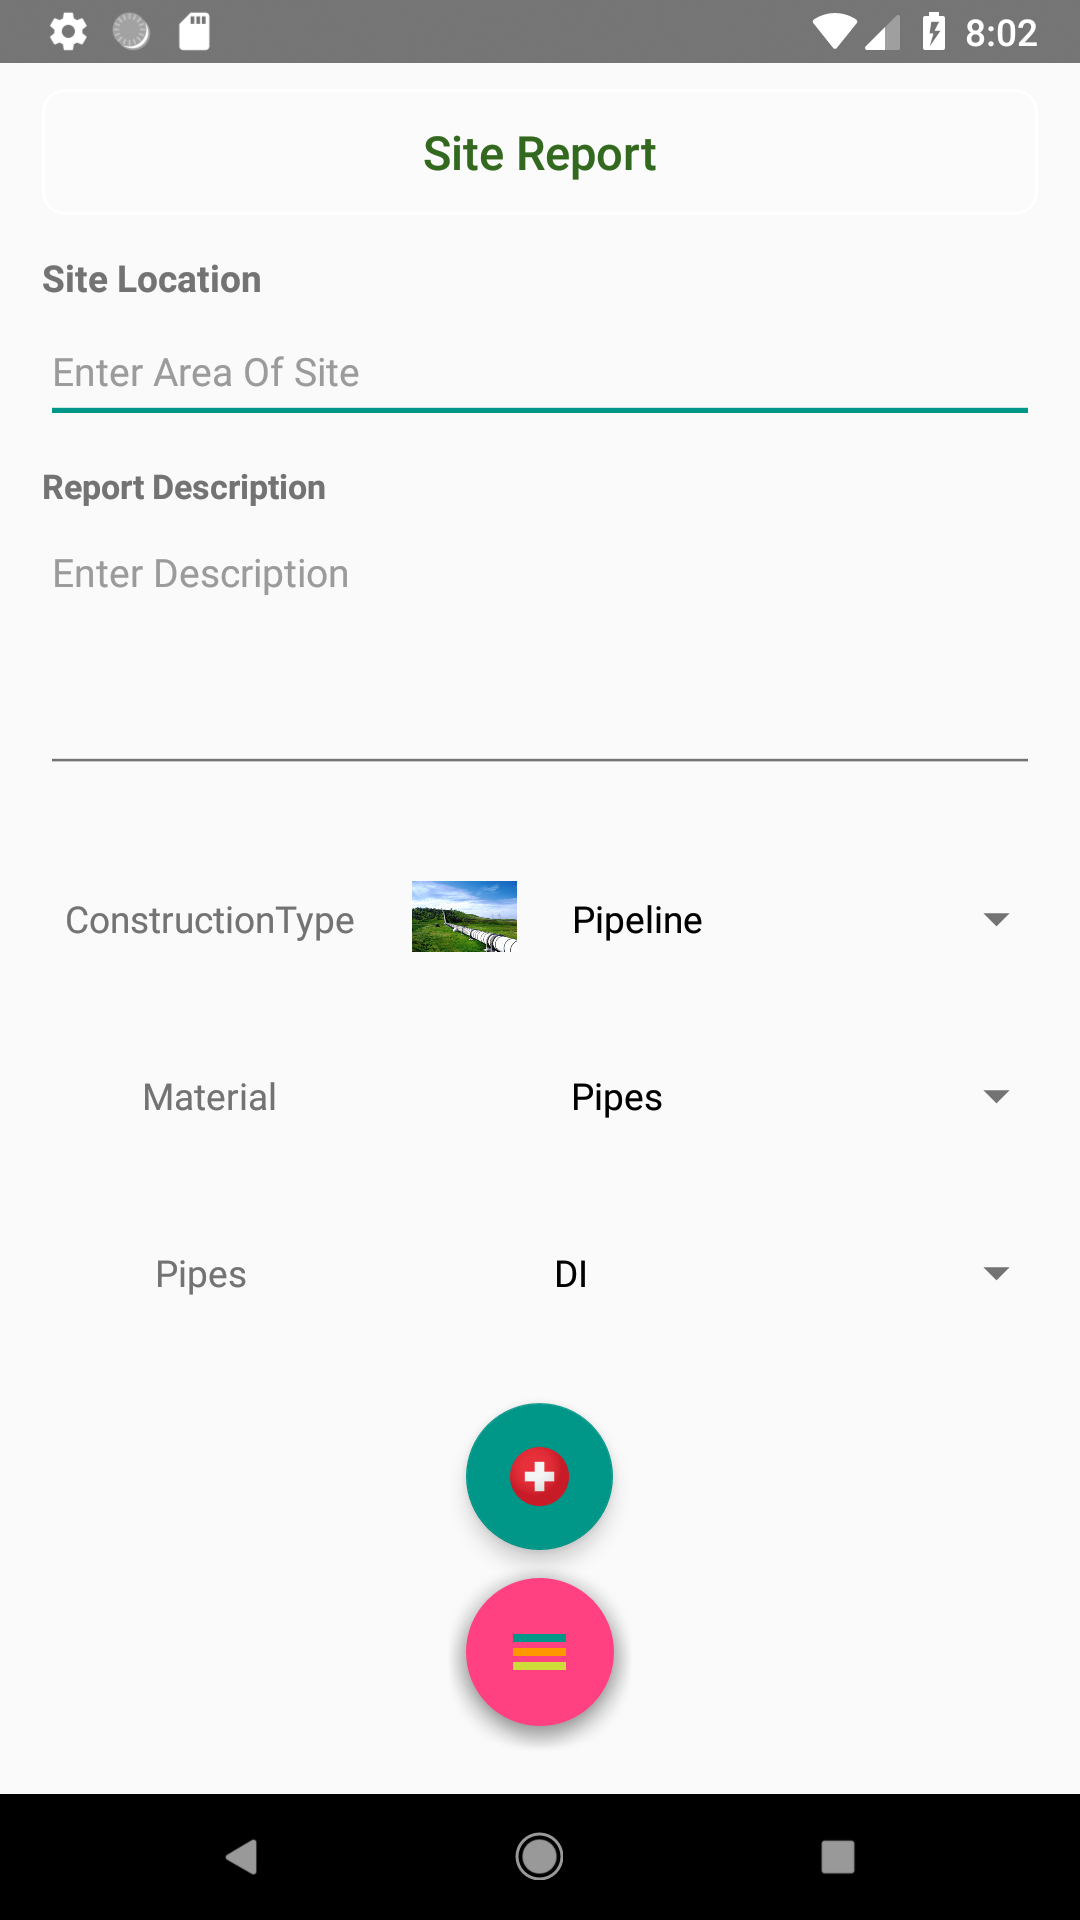 8:02
Site Report
Site Location
Enter Area Of Site
Report Description
Enter Description
ConstructionType Pipeline
Material Pipes
Pipes DI